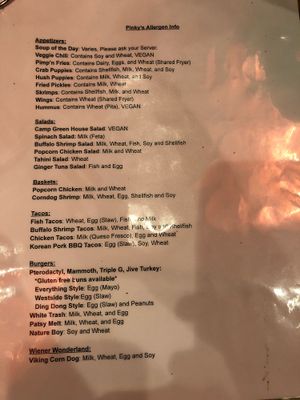 Pinky's Allergen Info
Appetizers:
Soup of the Day: Varies, Please ask your Server.
Veggie Chili: Contains Soy and Wheat, VEGAN
Pimp'n Fries: Contains Dairy, Eggs, and Wheat (Shared Fryer)
Crab Puppies: Contains Shellfish, Milk, Wheat, and Soy
Hush Puppies: Contains Milk, Wheat, and Soy
Fried Pickles: Contains Milk, Wheat
Skrimps: Contains Shellfish, Milk, and Wheat
Wings: Contains Wheat (Shared Fryer)
Hummus: Contains Wheat (Pita), VEGAN
Salads:
Camp Green House Salad: VEGAN
Spinach Salad: Milk (Feta)
Buffalo Shrimp Salad: Milk, Wheat, Fish, Soy and Shellfish
Popcorn Chicken Salad: Milk and Wheat
Tahini Salad: Wheat
Ginger Tuna Salad: Fish and Egg
Baskets:
Popcorn Chicken: Milk and Wheat
Corndog Shrimp: Milk, Wheat, Egg, Shellfish and Soy
Tacos:
Fish Tacos: Wheat, Egg (Slaw), Fish and Milk
Buffalo Shrimp Tacos: Milk, Wheat, Fish, Soy and Shellfish
Chicken Tacos: Milk (Queso Fresco), Egg and Wheat
Korean Pork BBQ Tacos: Egg (Slaw), Soy, Wheat
Burgers:
Pterodactyl, Mammoth, Triple G, Jive Turkey:
*Gluten free buns available*
Everything Style: Egg (Mayo)
Westside Style: Egg (Slaw)
Ding Dong Style: Egg (Slaw) and Peanuts
White Trash: Milk, Wheat, and Egg
Patsy Melt: Milk, Wheat, and Egg
Nature Boy: Soy and Wheat
Wiener Wonderland:
Viking Corn Dog: Milk, Wheat, Egg and Soy